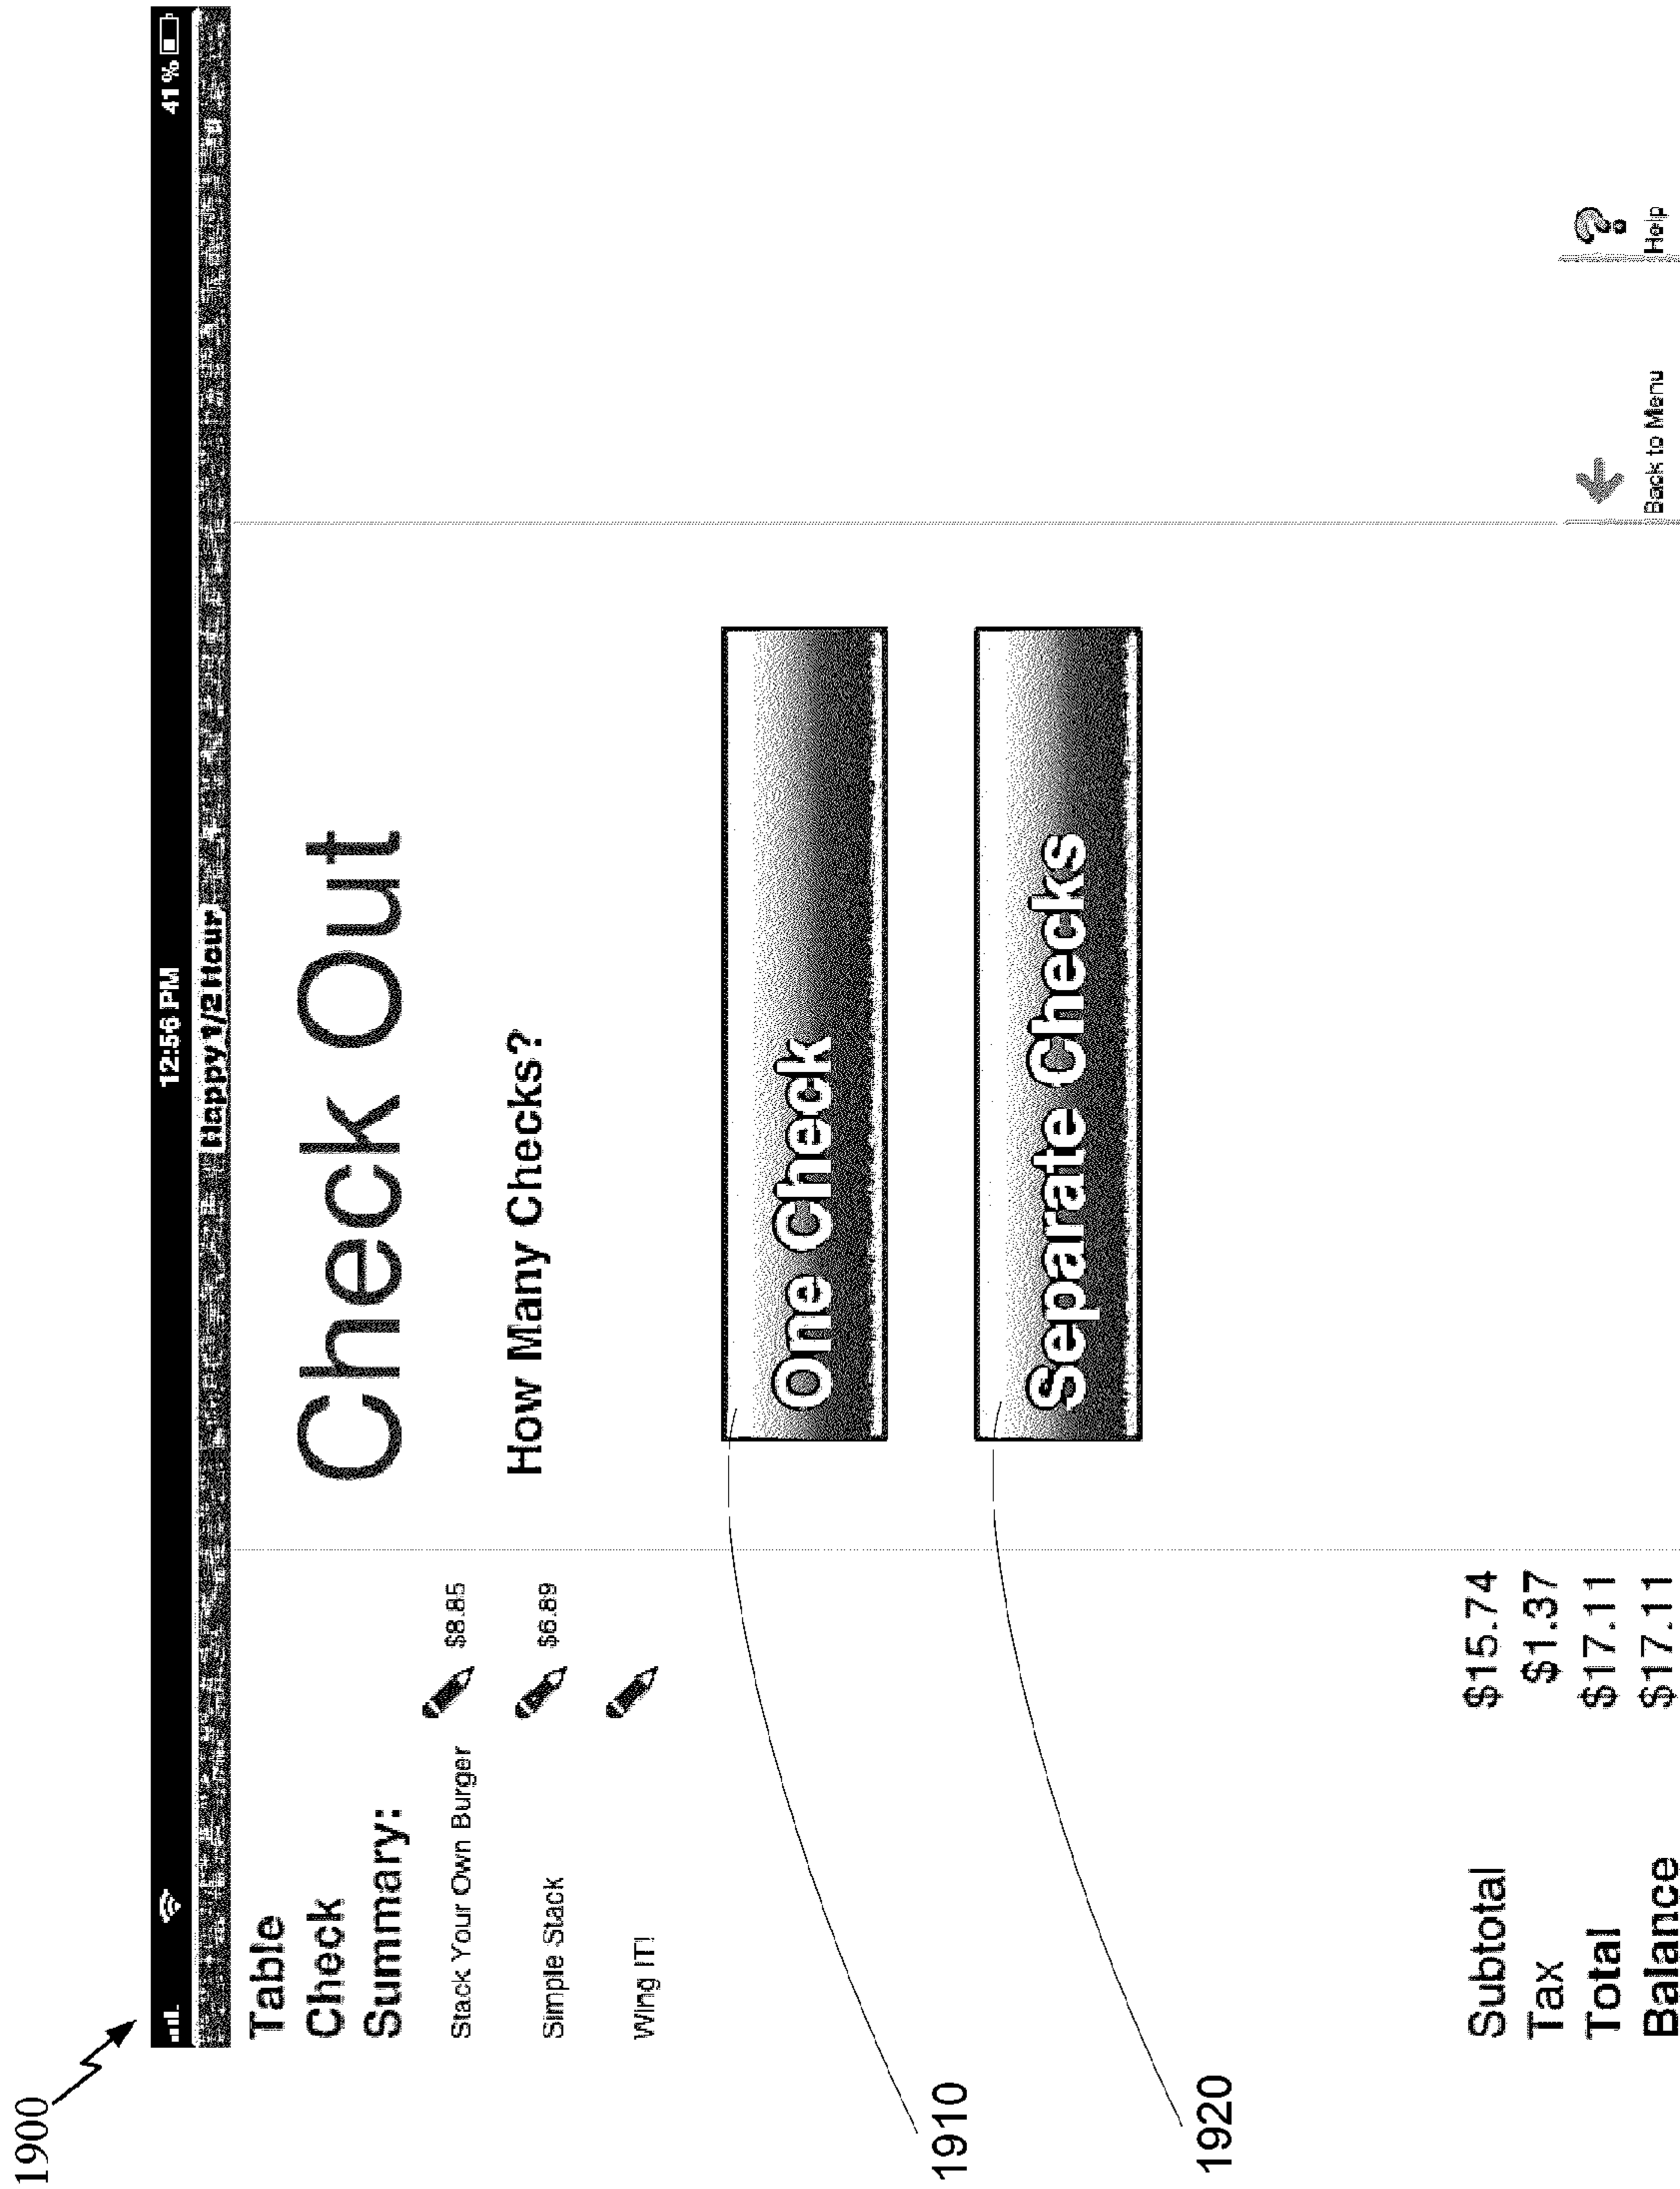 1900
12:56 PM
41 %
Happy 1/2 Hour
Table
Check
Summary:
Stack Your Own Burger $8.85
Simple Stack $6.89
Wing IT!
Check Out
How Many Checks?
One Check
1910
Separate Checks
1920
Subtotal $15.74
Tax $1.37
Total $17.11
Balance $17.11
Back to Menu
Help